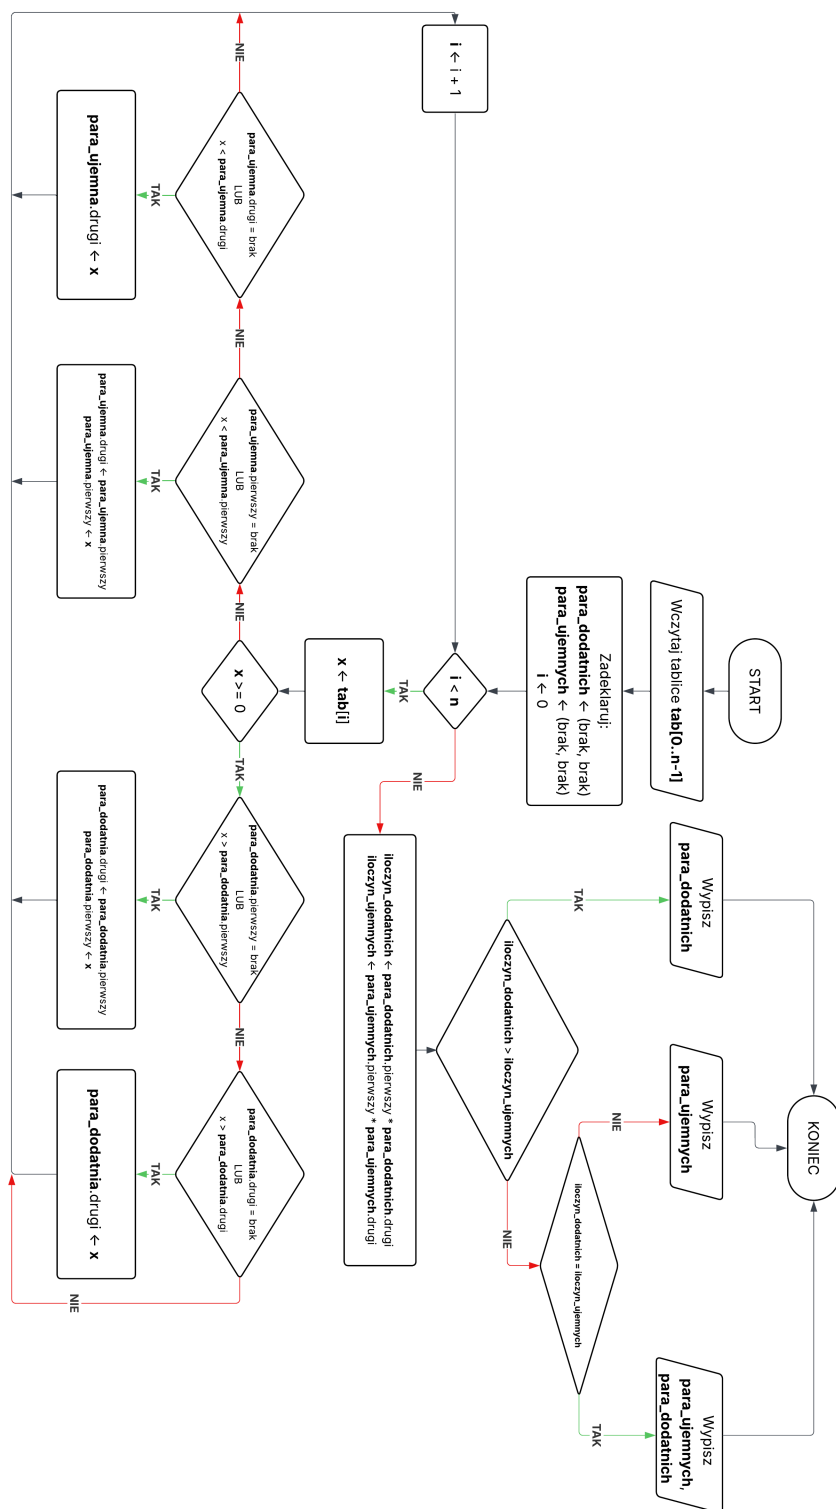 START
Wczytaj tablice tab[0..n-1]
Zadeklaruj:
para_dodatnich ← (brak, brak)
para_ujemnych ← (brak, brak)
i ← 0
i < n
TAK
NIE
x ← tab[i]
x >= 0
NIE
TAK
i ← i + 1
para_ujemna.pierwszy = brak
LUB
x < para_ujemna.pierwszy
TAK
NIE
para_ujemna.drugi ← para_ujemna.pierwszy
para_ujemna.pierwszy ← x
para_ujemna.drugi = brak
LUB
x < para_ujemna.drugi
TAK
NIE
para_ujemna.drugi ← x
para_dodatnia.pierwszy = brak
LUB
x > para_dodatnia.pierwszy
TAK
NIE
para_dodatnia.drugi ← para_dodatnia.pierwszy
para_dodatnia.pierwszy ← x
para_dodatnia.drugi = brak
LUB
x > para_dodatnia.drugi
TAK
NIE
para_dodatnia.drugi ← x
iloczyn_dodatnich ← para_dodatnich.pierwszy * para_dodatnich.drugi
iloczyn_ujemnych ← para_ujemnych.pierwszy * para_ujemnych.drugi
iloczyn_dodatnich > iloczyn_ujemnych
TAK
NIE
Wypisz
para_dodatnich
iloczyn_dodatnich = iloczyn_ujemnych
NIE
TAK
Wypisz
para_ujemnych
Wypisz
para_ujemnych,
para_dodatnich
KONIEC